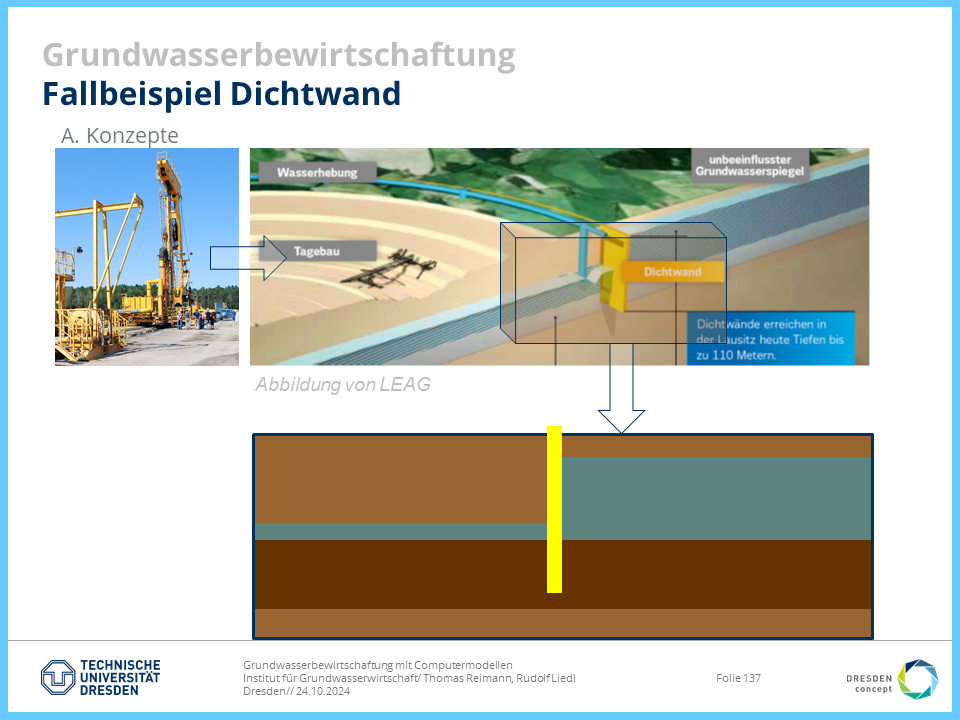 Grundwasserbewirtschaftung
Fallbeispiel Dichtwand
A. Konzepte
Wasserhebung
unbeeinflusster
Grundwasserspiegel
Tagebau
Dichtwand
Dichtwände erreichen in
der Lausitz heute Tiefen bis
zu 110 Metern.
Abbildung von LEAG
TECHNISCHE
UNIVERSITÄT
DRESDEN
Grundwasserbewirtschaftung mit Computermodellen
Institut für Grundwasserwirtschaft/ Thomas Reimann, Rudolf Liedl
Dresden// 24.10.2024
Folie 137
DRESDEN
concept